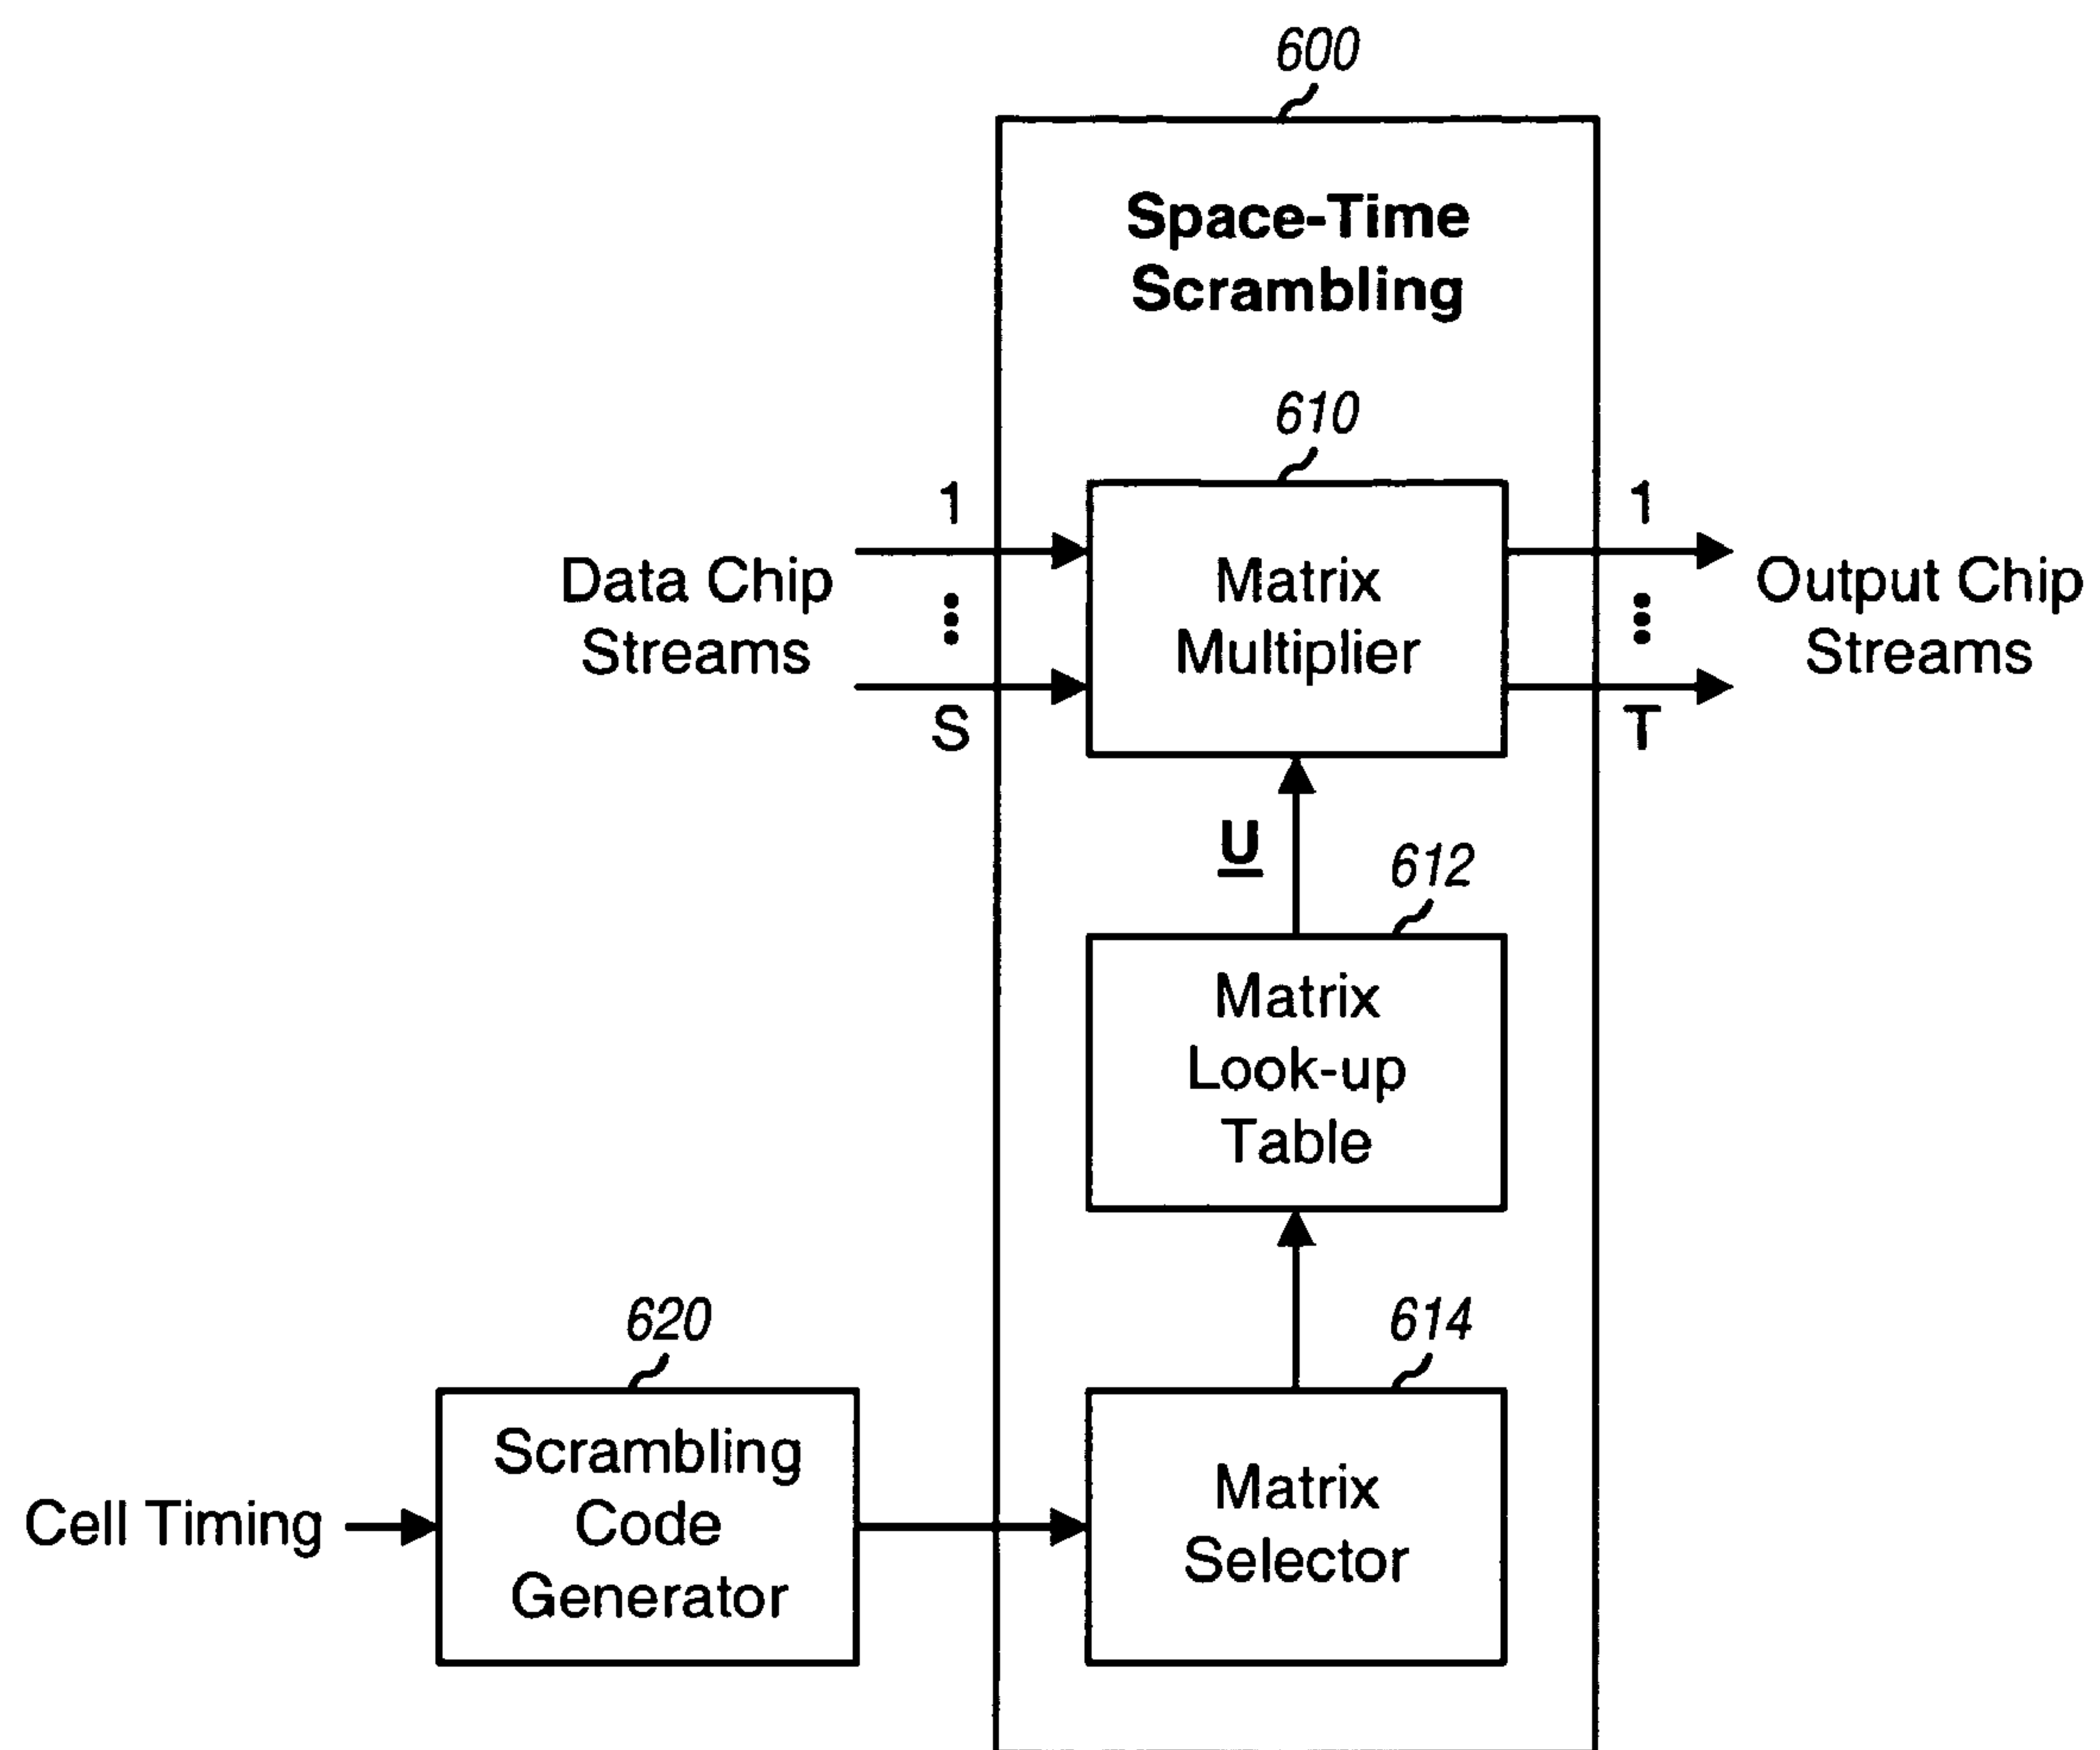 600
Space-Time
Scrambling
610
1
1
Data Chip
Streams
Matrix
Multiplier
Output Chip
Streams
S
T
U
612
Matrix
Look-up
Table
620
614
Cell Timing
Scrambling
Code
Generator
Matrix
Selector